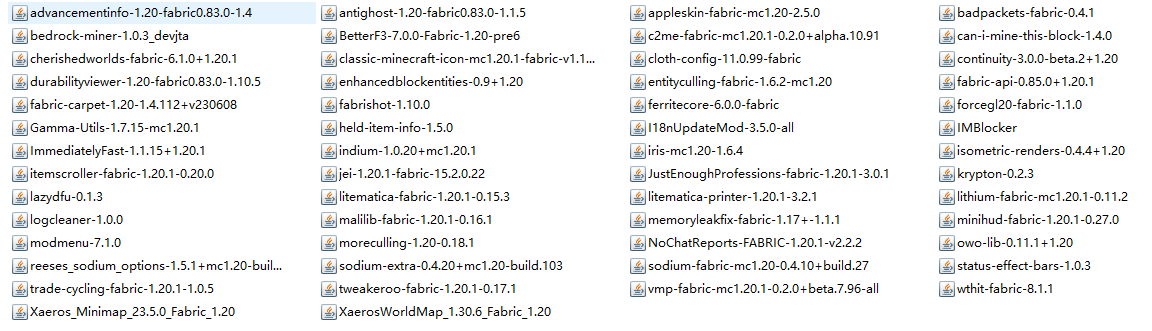 advancementinfo-1.20-fabric0.83.0-1.4
antighost-1.20-fabric0.83.0-1.1.5
appleskin-fabric-mc1.20-2.5.0
badpackets-fabric-0.4.1
bedrock-miner-1.0.3_devjta
BetterF3-7.0.0-Fabric-1.20-pre6
c2me-fabric-mc1.20.1-0.2.0+alpha.10.91
can-i-mine-this-block-1.4.0
cherishedworlds-fabric-6.1.0+1.20.1
classic-minecraft-icon-mc1.20.1-fabric-v1.1...
cloth-config-11.0.99-fabric
continuity-3.0.0-beta.2+1.20
durabilityviewer-1.20-fabric0.83.0-1.10.5
enhancedblockentities-0.9+1.20
entityculling-fabric-1.6.2-mc1.20
fabric-api-0.85.0+1.20.1
fabric-carpet-1.20-1.4.112+v230608
fabrishot-1.10.0
ferritecore-6.0.0-fabric
forcegl20-fabric-1.1.0
Gamma-Utils-1.7.15-mc1.20.1
held-item-info-1.5.0
I18nUpdateMod-3.5.0-all
IMBlocker
ImmediatelyFast-1.1.15+1.20.1
indium-1.0.20+mc1.20.1
iris-mc1.20-1.6.4
isometric-renders-0.4.4+1.20
itemscroller-fabric-1.20.1-0.20.0
jei-1.20.1-fabric-15.2.0.22
JustEnoughProfessions-fabric-1.20.1-3.0.1
krypton-0.2.3
lazydfu-0.1.3
litematica-fabric-1.20.1-0.15.3
litematica-printer-1.20.1-3.2.1
lithium-fabric-mc1.20.1-0.11.2
logcleaner-1.0.0
malilib-fabric-1.20.1-0.16.1
memoryleakfix-fabric-1.17+-1.1.1
minihud-fabric-1.20.1-0.27.0
modmenu-7.1.0
moreculling-1.20-0.18.1
NoChatReports-FABRIC-1.20.1-v2.2.2
owo-lib-0.11.1+1.20
reeses_sodium_options-1.5.1+mc1.20-buil...
sodium-extra-0.4.20+mc1.20-build.103
sodium-fabric-mc1.20-0.4.10+build.27
status-effect-bars-1.0.3
trade-cycling-fabric-1.20.1-1.0.5
tweakeroo-fabric-1.20.1-0.17.1
vmp-fabric-mc1.20.1-0.2.0+beta.7.96-all
wthit-fabric-8.1.1
Xaeros_Minimap_23.5.0_Fabric_1.20
XaerosWorldMap_1.30.6_Fabric_1.20